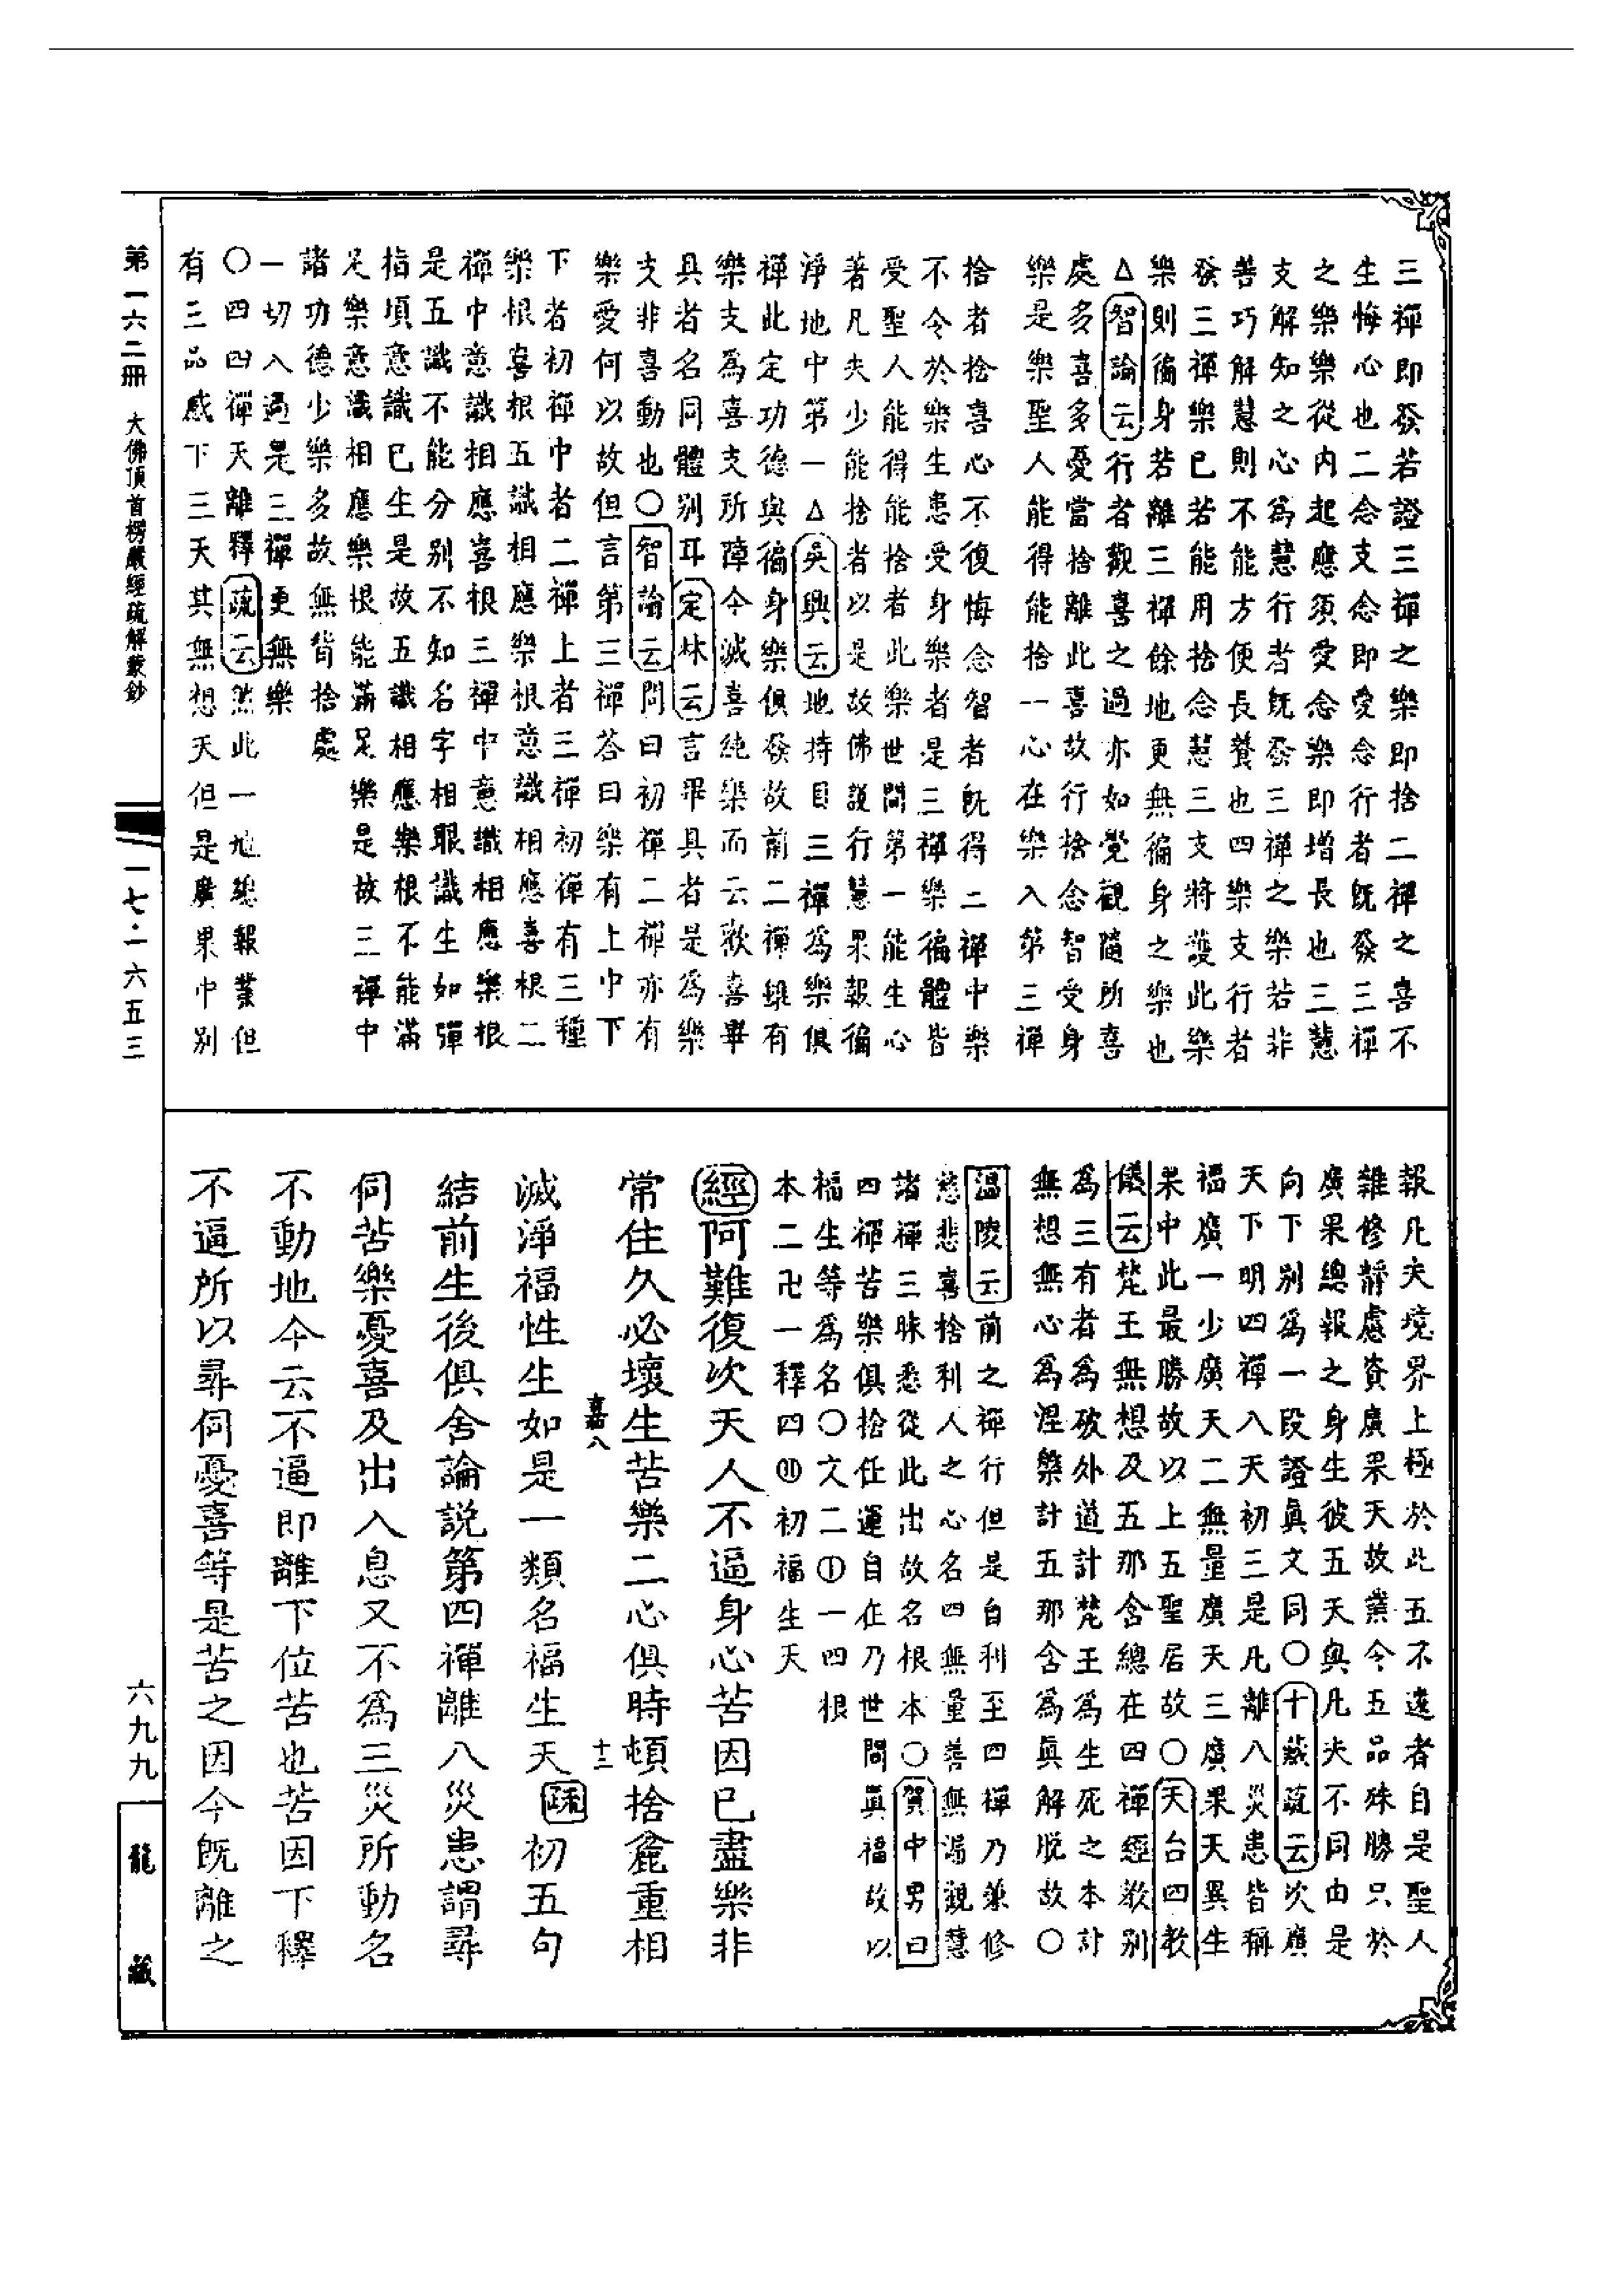 三禪即發若證三禪之樂即捨二禪之喜不
生悔心也二念支念即愛念行者既發三禪
之樂樂從內起應須愛念樂即增長也三慧
支解知之心為慧行者既發三禪之樂若非
善巧解慧則不能方便長養也四樂支行者
發三禪樂已若能用捨念慧三支將護此樂
樂則徧身若離三禪餘地更無徧身之樂也
△智論云行者觀喜之過亦如覺觀隨所喜
處多喜多憂當捨離此喜故行捨念智受身
樂是樂聖人能得能捨一心在樂入第三禪
捨者捨喜心不復悔念智者既得三禪中樂
不令於樂生患受身樂者是三禪樂徧體皆
受聖人能得能捨者此樂世間第一能生心
著凡夫少能捨者以是故佛說行慈果報徧
淨地中第一△吳興云地持目三禪為樂俱
禪此定功德與徧身樂俱發故前二禪雖有
樂支為喜支所障今滅喜純樂而云歡喜畢
具者名同體別耳定林云言畢具者是為樂
支非喜動也〇智論云問曰初禪二禪亦有
樂愛何以故但言第三禪答曰樂有上中下
下者初禪中者二禪上者三禪初禪有三種
樂根喜根五識相應樂根意識相應喜根二
禪中意識相應喜根三禪中意識相應樂根
是五識不能分別不知名字相眼識生如彈
指頃意識已生是故五識相應樂根不能滿
足樂意識相應樂根能滿足樂是故三禪中
諸功德少樂多故無背捨處
一切入過是三禪更無樂
〇四四禪天離釋疏云然此一地總報業但
有三品感下三天其無想天但是廣果中別
報凡夫境界上極於此五不還者自是聖人
雜修靜慮資廣果天故業今五品殊勝只於
廣果總報之身生彼五天與凡夫不同由是
向下別為一段證真文同〇十蔵疏云次廣
天下明四禪八天初三是凡離八災患皆稱
福廣一少廣天二無量廣天三廣果天異生
果中此最勝故以上五聖居故〇天台四教
儀云梵王無想及五那含總在四禪經教別
為三有者為破外道計梵王為生死之本計
無想無心為涅槃計五那含為真解脫故〇
溫陵云前之禪行但是自利至四禪乃兼修
慈悲喜捨利人之心名四無量善無漏觀慧
諸禪三昧悉從此出故名根本〇賀中男曰
四禪苦樂俱捨任運自在乃世間真福故以
福生等為名〇文二①一四根
本二卍一釋四⑪初福生天
經阿難復次天人不逼身心苦因已盡樂非
常住久必壞生苦樂二心俱時頓捨麄重相
嘉八
十二
滅淨福性生如是一類名福生天疏初五句
結前生後俱舍論說第四禪離八災患謂尋
伺苦樂憂喜及出入息又不為三災所動名
不動地今云不逼即離下位苦也苦因下釋
不逼所以尋伺憂喜等是苦之因今既離之
第一六二冊 大佛頂首楞嚴經疏解蒙鈔
一七·一六五三
六九九
龍藏